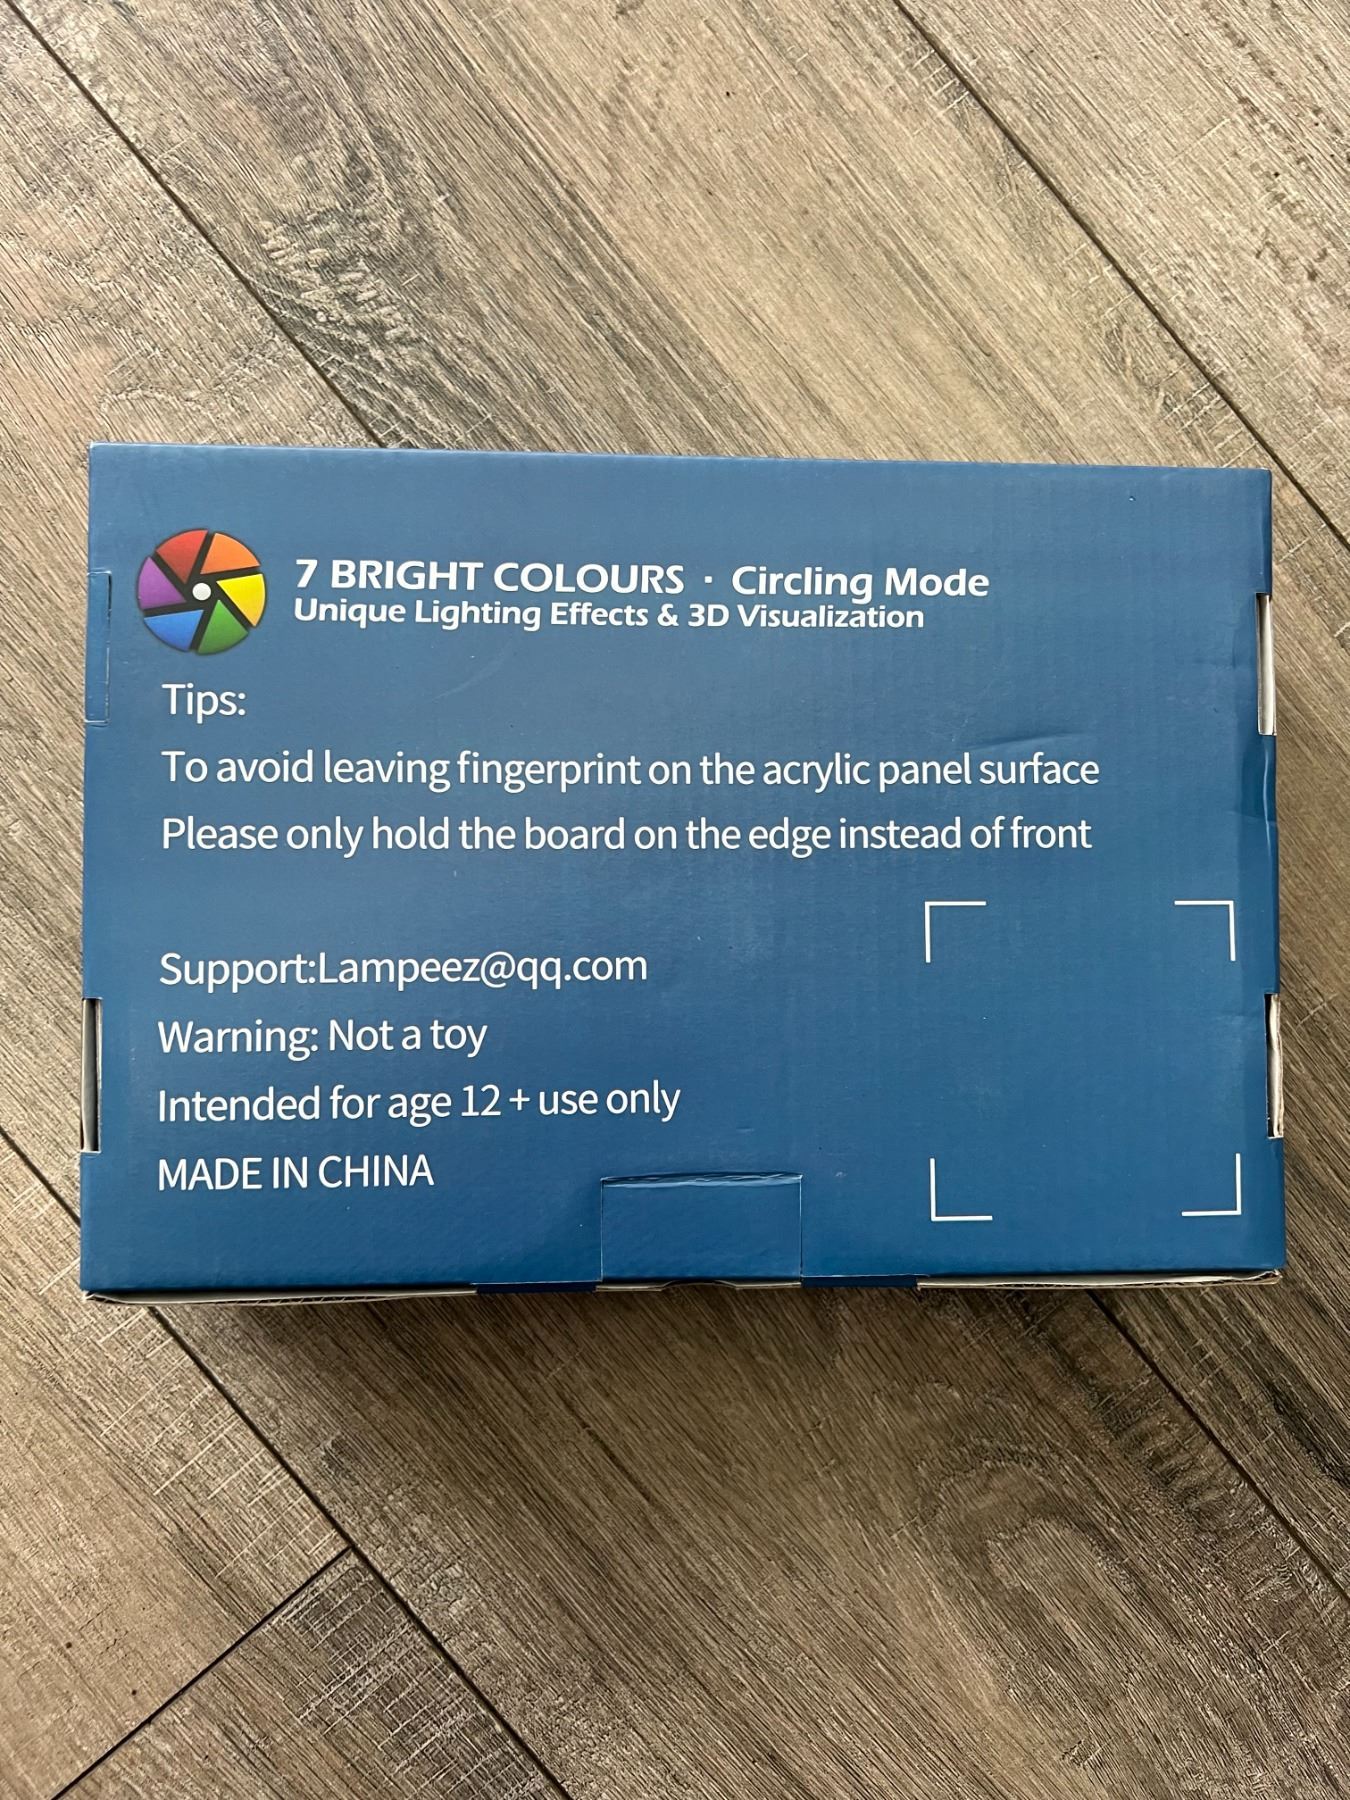 7 BRIGHT COLOURS · Circling Mode
Unique Lighting Effects & 3D Visualization
Tips:
To avoid leaving fingerprint on the acrylic panel surface
Please only hold the board on the edge instead of front
Support:Lampeez@qq.com
Warning: Not a toy
Intended for age 12 + use only
MADE IN CHINA